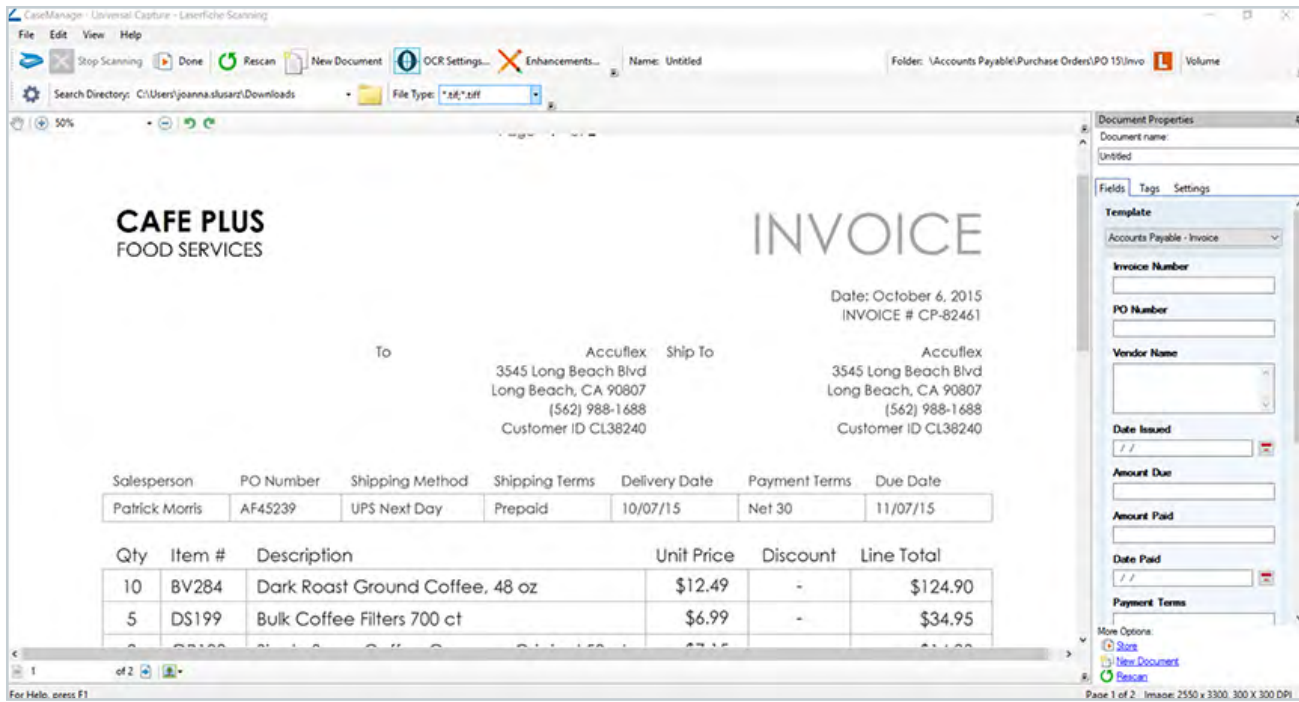 CaseManage - Universal Capture - Laserfiche Scanning
File Edit View Help
Stop Scanning Done Rescan New Document OCR Settings... Enhancements... Name: Untitled Folder: \Accounts Payable\Purchase Orders\PO 15\Invo L Volume
Search Directory: C:\Users\joanna.slusarz\Downloads File Type: *.tif;*.tiff
50%
Document Properties
Document name:
Untitled
Fields Tags Settings
Template
Accounts Payable - Invoice
Invoice Number
PO Number
Vendor Name
Date Issued
/ /
Amount Due
Amount Paid
Date Paid
/ /
Payment Terms
More Options:
Store
New Document
Rescan
CAFE PLUS
FOOD SERVICES
INVOICE
Date: October 6, 2015
INVOICE # CP-82461
To Accuflex Ship To Accuflex
3545 Long Beach Blvd 3545 Long Beach Blvd
Long Beach, CA 90807 Long Beach, CA 90807
(562) 988-1688 (562) 988-1688
Customer ID CL38240 Customer ID CL38240
Salesperson PO Number Shipping Method Shipping Terms Delivery Date Payment Terms Due Date
Patrick Morris AF45239 UPS Next Day Prepaid 10/07/15 Net 30 11/07/15
Qty Item # Description Unit Price Discount Line Total
10 BV284 Dark Roast Ground Coffee, 48 oz $12.49 - $124.90
5 DS199 Bulk Coffee Filters 700 ct $6.99 - $34.95
1 of 2
For Help, press F1
Page 1 of 2 Image: 2550 x 3300, 300 X 300 DPI